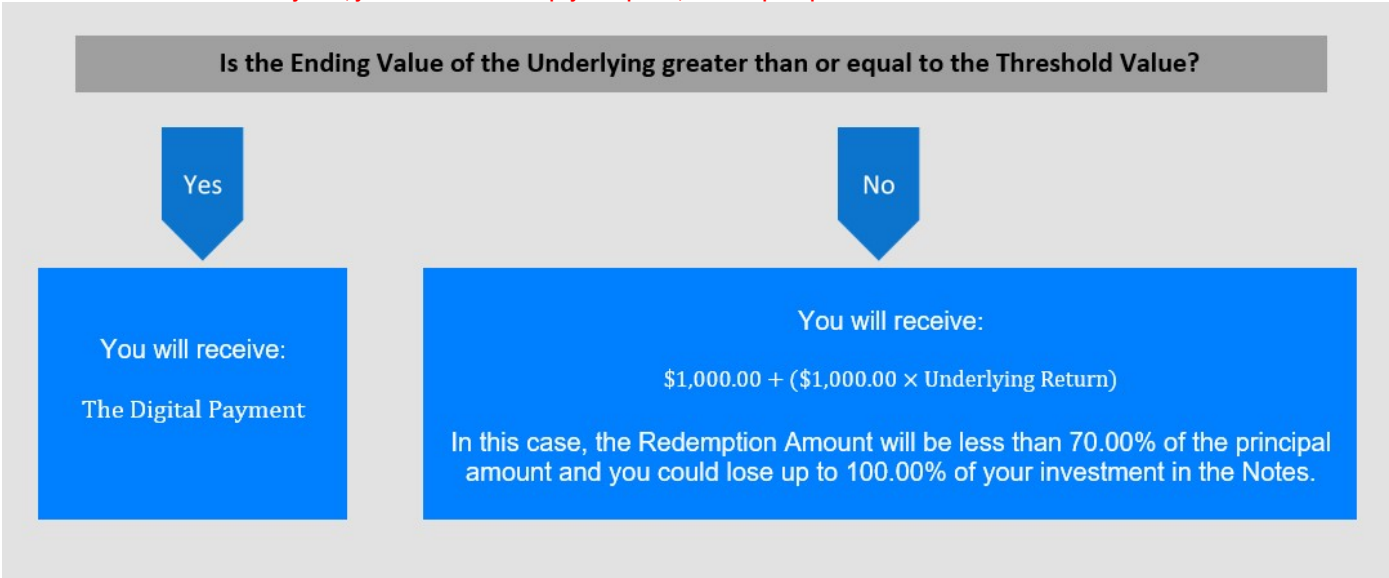 Is the Ending Value of the Underlying greater than or equal to the Threshold Value?
Yes
No
You will receive:
The Digital Payment
You will receive:
$1,000.00 + ($1,000.00 × Underlying Return)
In this case, the Redemption Amount will be less than 70.00% of the principal
amount and you could lose up to 100.00% of your investment in the Notes.